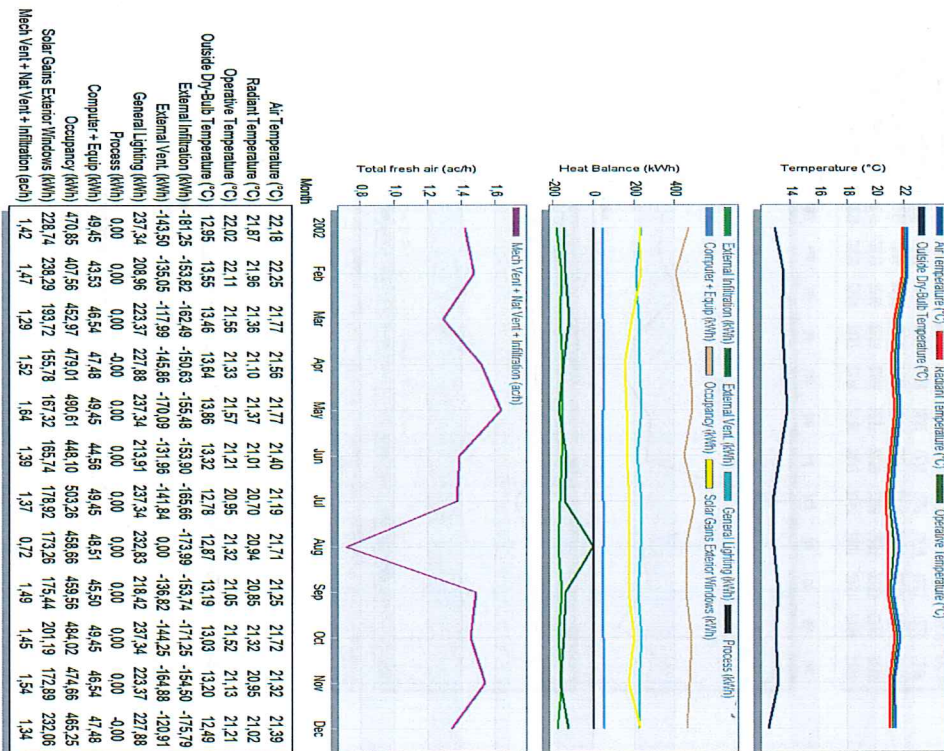 Air Temperature (°C) Radiant Temperature (°C) Operative Temperature (°C)
Outside Dry-Bulb Temperature (°C)
Temperature (°C)
22
20
18
16
14
External Infiltration (kWh) External Vent. (kWh) General Lighting (kWh) Process (kWh)
Computer + Equip (kWh) Occupancy (kWh) Solar Gains Exterior Windows (kWh)
Heat Balance (kWh)
400
200
0
-200
Mech Vent + Nat Vent + Infiltration (ac/h)
Total fresh air (ac/h)
1.6
1.4
1.2
1.0
0.8
Month 2002 Feb Mar Apr May Jun Jul Aug Sep Oct Nov Dec
Air Temperature (°C) 22,18 22,25 21,77 21,56 21,77 21,40 21,19 21,71 21,25 21,72 21,32 21,39
Radiant Temperature (°C) 21,87 21,96 21,36 21,10 21,37 21,01 20,70 20,94 20,85 21,32 20,95 21,02
Operative Temperature (°C) 22,02 22,11 21,56 21,33 21,57 21,21 20,95 21,32 21,05 21,52 21,13 21,21
Outside Dry-Bulb Temperature (°C) 12,95 13,55 13,46 13,64 13,86 13,32 12,78 12,87 13,19 13,03 13,20 12,49
External Infiltration (kWh) -181,25 -153,82 -162,49 -150,63 -155,48 -153,90 -165,66 -173,99 -153,74 -171,25 -154,50 -175,79
External Vent. (kWh) -143,50 -135,05 -117,99 -145,86 -170,09 -131,96 -141,84 0,00 -136,82 -144,25 -164,88 -120,91
General Lighting (kWh) 237,34 208,96 223,37 227,88 237,34 213,91 237,34 232,83 218,42 237,34 223,37 227,88
Process (kWh) 0,00 0,00 0,00 -0,00 0,00 0,00 0,00 0,00 0,00 0,00 0,00 -0,00
Computer + Equip (kWh) 49,45 43,53 46,54 47,48 49,45 44,56 49,45 48,51 45,50 49,45 46,54 47,48
Occupancy (kWh) 470,85 407,56 452,97 479,01 490,61 448,10 503,26 456,66 459,56 484,02 474,66 465,25
Solar Gains Exterior Windows (kWh) 228,74 238,29 193,72 155,78 167,32 165,74 178,92 173,26 175,44 201,19 172,89 232,06
Mech Vent + Nat Vent + Infiltration (ac/h) 1,42 1,47 1,29 1,52 1,64 1,39 1,37 0,72 1,49 1,45 1,54 1,34